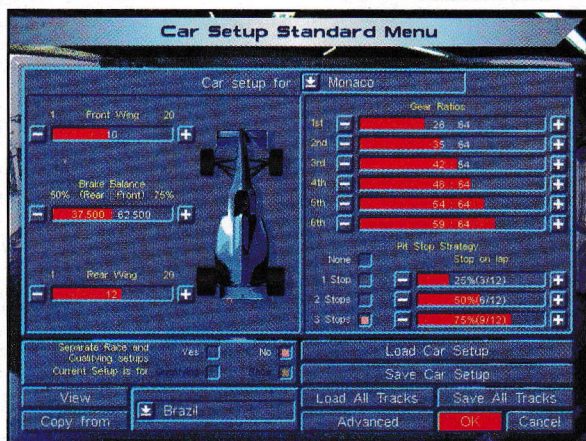 Car Setup Standard Menu
Car setup for Monaco
1 Front Wing 20
10
Brake Balance
50% (Rear : Front) 75%
37.500 : 62.500
1 Rear Wing 20
12
Gear Ratios
1st 28 : 64
2nd 35 : 64
3rd 42 : 64
4th 48 : 64
5th 54 : 64
6th 59 : 64
Pit Stop Strategy
None Stop on lap
1 Stop 25%(3/12)
2 Stops 50%(6/12)
3 Stops 75%(9/12)
Separate Race and
Qualifying setups
Yes No
Current Setup is for Qualifying Race
View
Copy from
Brazil
Load Car Setup
Save Car Setup
Load All Tracks Save All Tracks
Advanced OK Cancel